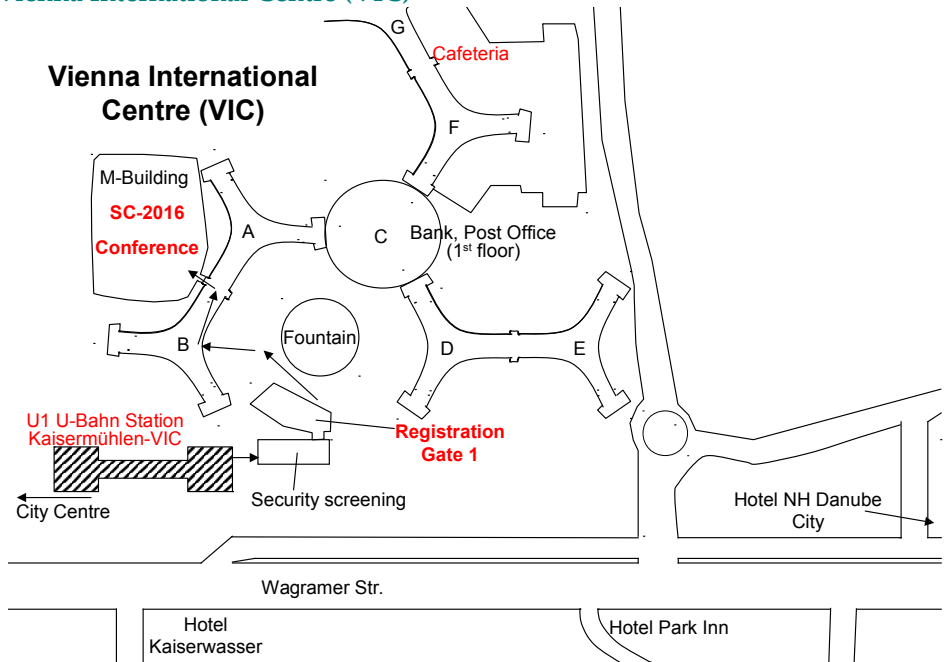 Vienna International Centre (VIC)
G
Cafeteria
Vienna International
Centre (VIC)
F
M-Building
SC-2016
Conference
A
C
Bank, Post Office
(1st floor)
Fountain
B
D
E
U1 U-Bahn Station
Kaisermühlen-VIC
Registration
Gate 1
Security screening
City Centre
Hotel NH Danube
City
Wagramer Str.
Hotel
Kaiserwasser
Hotel Park Inn